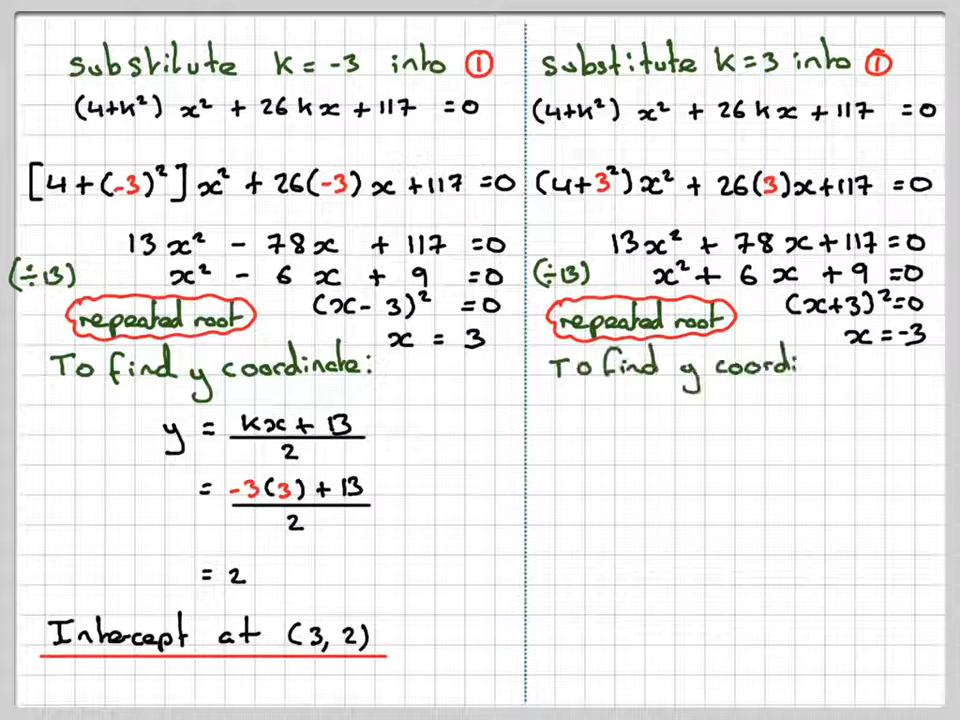 Substitute k = -3 into ①
(4+k²) x² + 26kx + 117 = 0
[4+(-3)²]x² + 26(-3)x + 117 = 0
13x² - 78x + 117 = 0
(÷13) x² - 6x + 9 = 0
repeated root (x-3)² = 0
x = 3
To find y coordinate:
y = kx + 13
2
= -3(3) + 13
2
= 2
Intercept at (3, 2)
Substitute k = 3 into ①
(4+k²) x² + 26kx + 117 = 0
(4+3²)x² + 26(3)x + 117 = 0
13x² + 78x + 117 = 0
(÷13) x² + 6x + 9 = 0
repeated root (x+3)² = 0
x = -3
To find y coordi